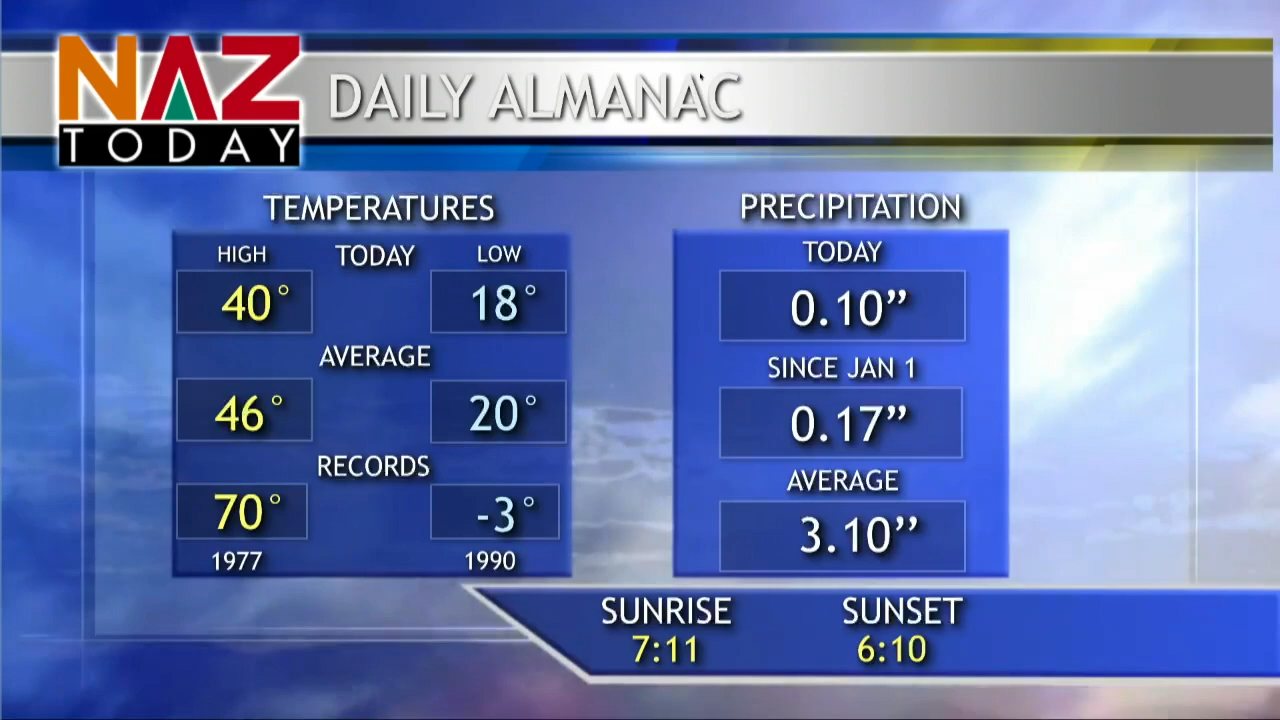 NAZ
TODAY
DAILY ALMANAC
TEMPERATURES
HIGH TODAY LOW
40° 18°
AVERAGE
46° 20°
RECORDS
70° -3°
1977 1990
PRECIPITATION
TODAY
0.10”
SINCE JAN 1
0.17”
AVERAGE
3.10’’
SUNRISE SUNSET
7:11 6:10